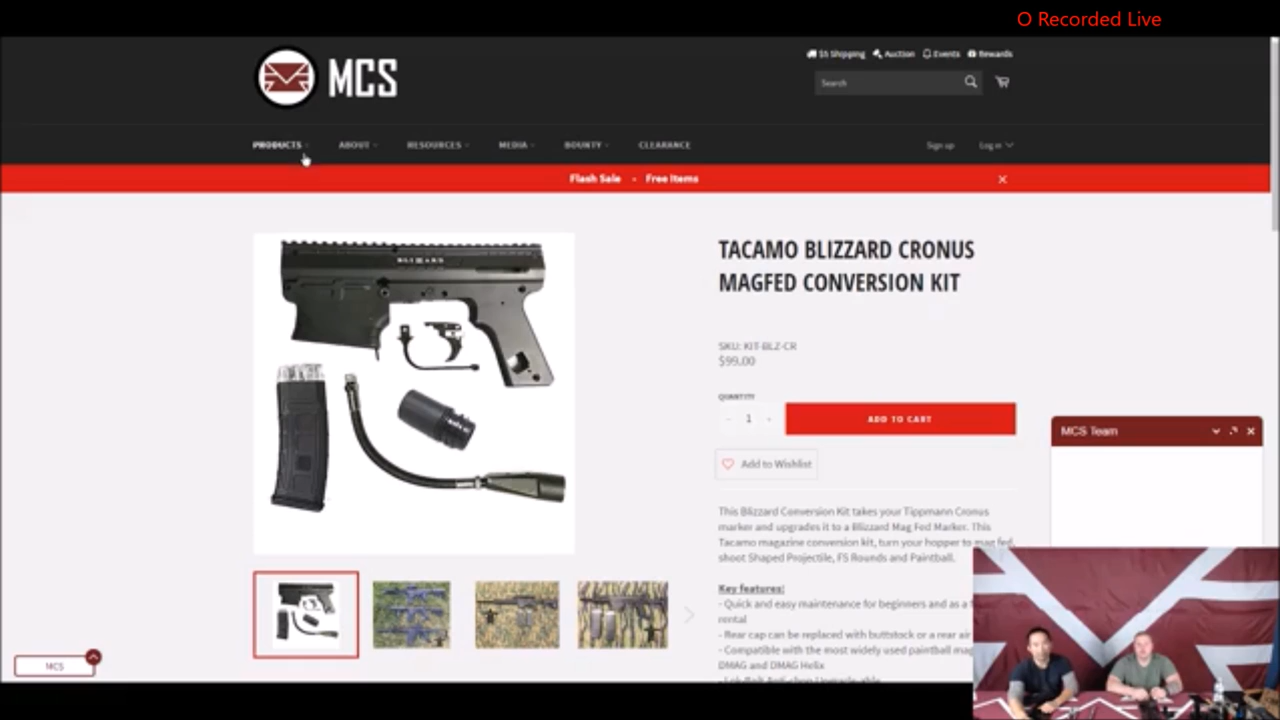 O Recorded Live
MCS
$5 Shipping Auction Events Rewards
Search
PRODUCTS ABOUT RESOURCES MEDIA BOUNTY CLEARANCE Sign up Log in
Flash Sale - Free Items
TACAMO BLIZZARD CRONUS
MAGFED CONVERSION KIT
SKU: KIT-BLZ-CR
$99.00
QUANTITY
- 1 +
ADD TO CART
Add to Wishlist
MCS Team
This Blizzard Conversion Kit takes your Tippmann Cronus
marker and upgrades it to a Blizzard Mag Fed Marker. This
Tacamo magazine conversion kit, turn your hopper to mag fed,
shoot Shaped Projectile, FS Rounds and Paintball.
Key features:
- Quick and easy maintenance for beginners and as a
rental
- Rear cap can be replaced with buttstock or a rear air
- Compatible with the most widely used paintball mag
DMAG and DMAG Helix
MCS